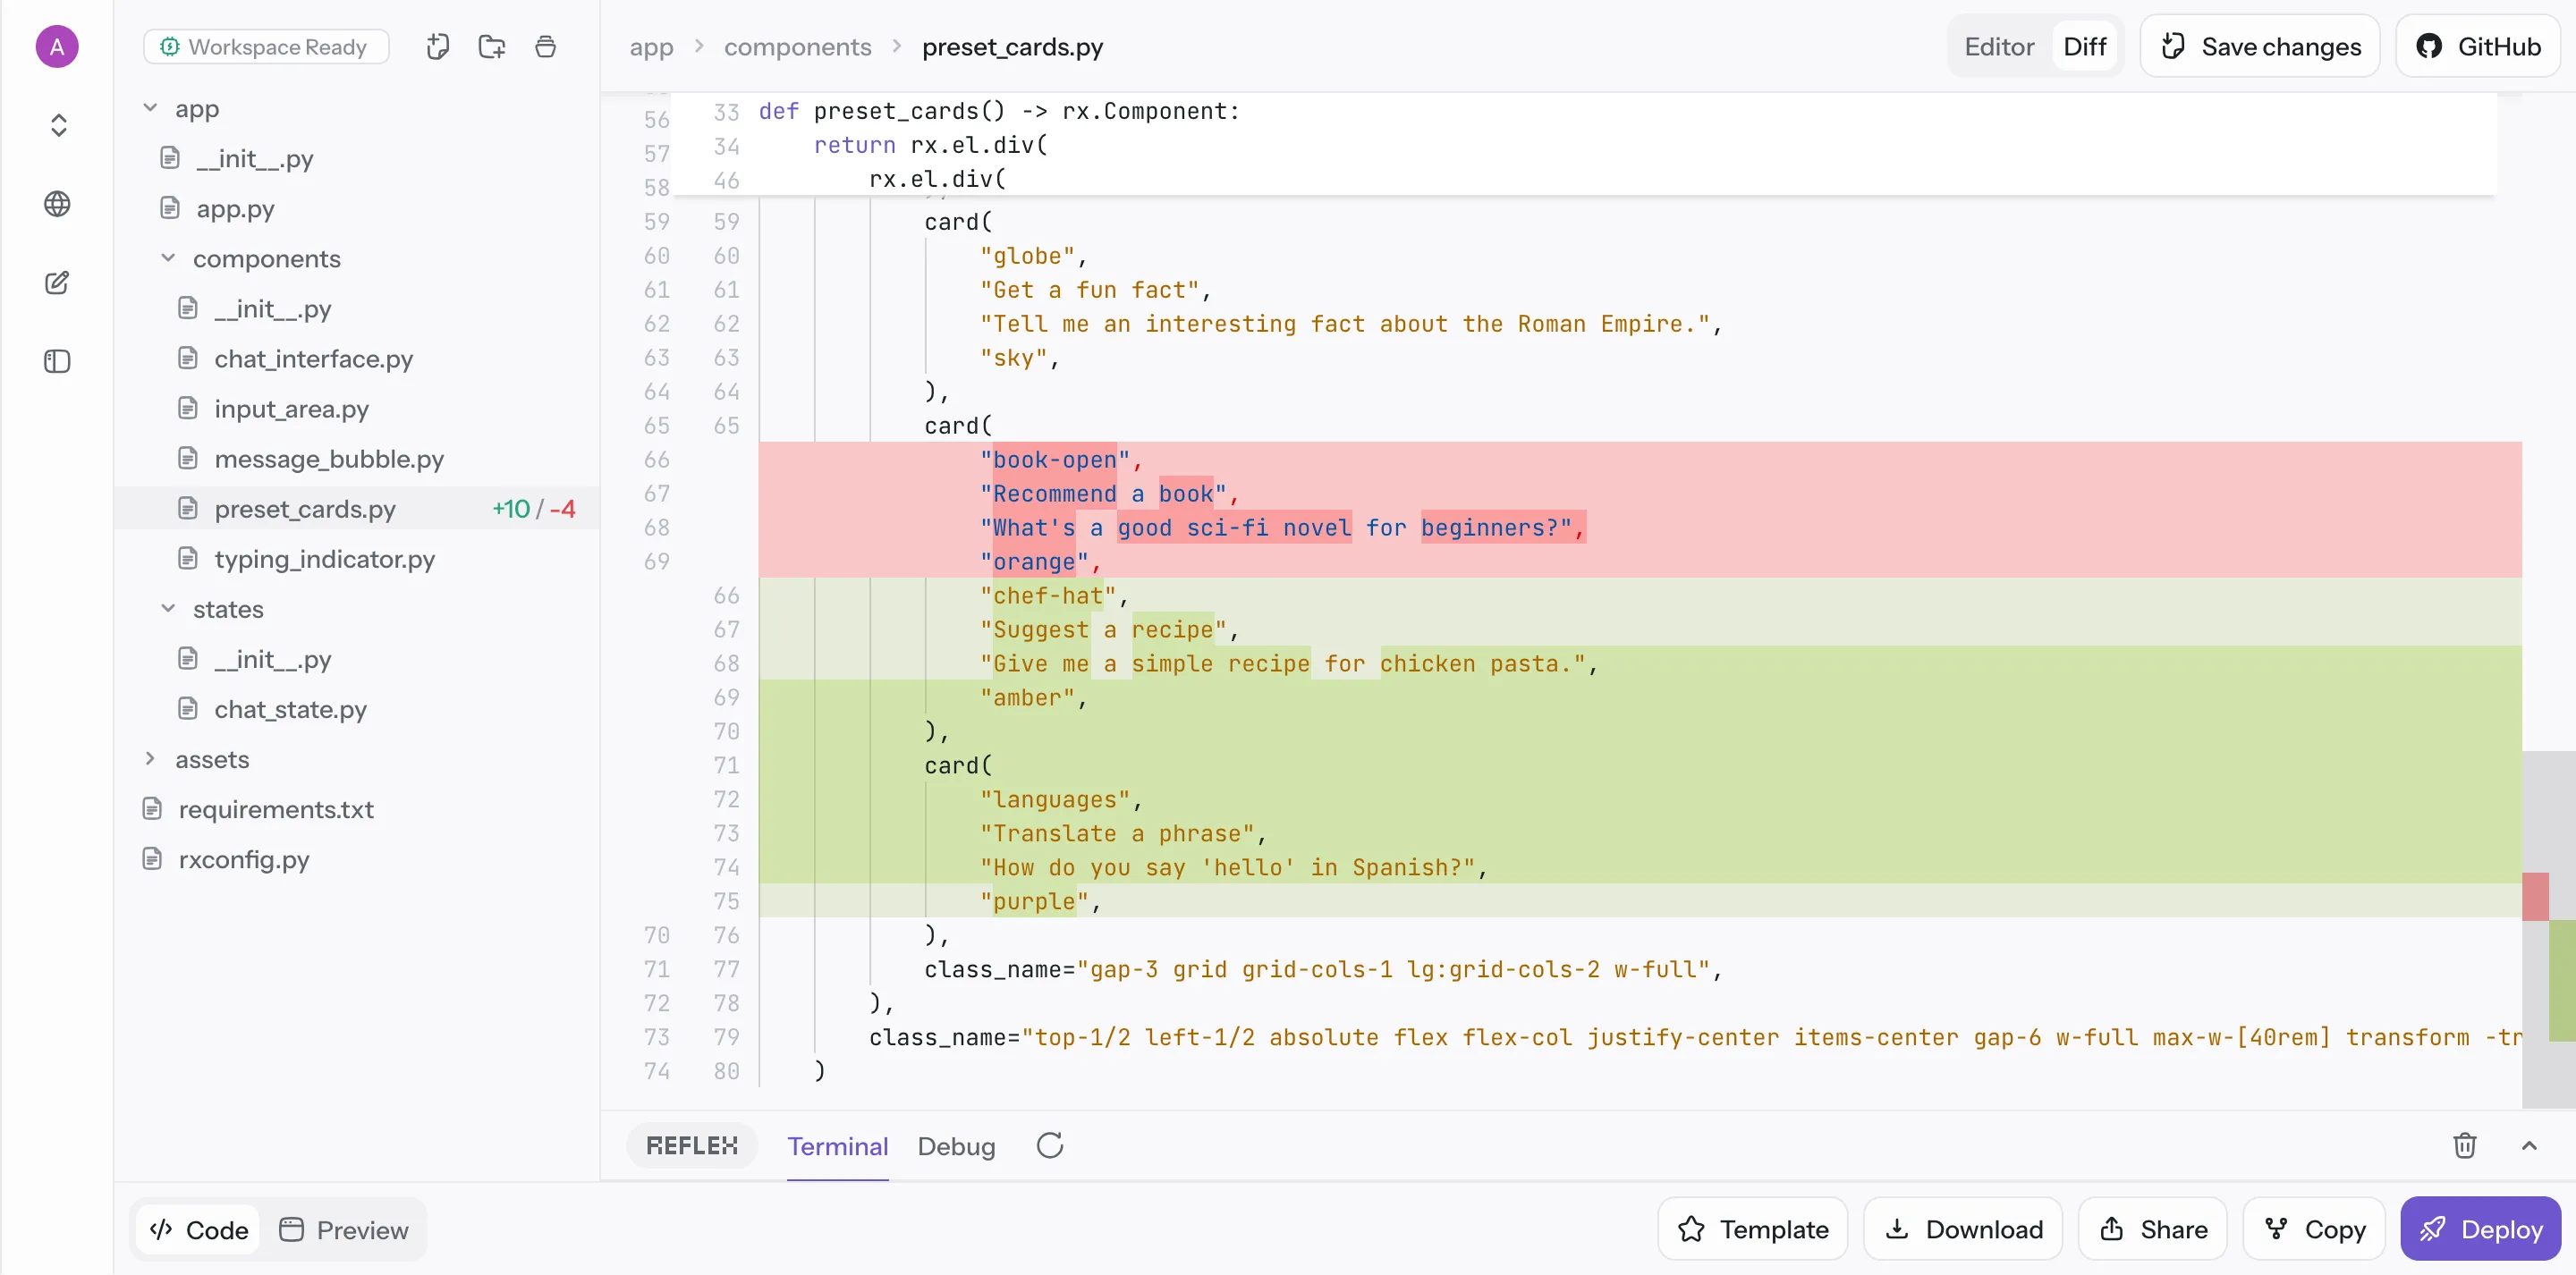 A
Workspace Ready
app
__init__.py
app.py
components
__init__.py
chat_interface.py
input_area.py
message_bubble.py
preset_cards.py +10 / -4
typing_indicator.py
states
__init__.py
chat_state.py
assets
requirements.txt
rxconfig.py
app > components > preset_cards.py
Editor Diff Save changes GitHub
56 33 def preset_cards() -> rx.Component:
57 34 return rx.el.div(
58 46 rx.el.div(
59 59 card(
60 60 "globe",
61 61 "Get a fun fact",
62 62 "Tell me an interesting fact about the Roman Empire.",
63 63 "sky",
64 64 ),
65 65 card(
66 "book-open",
67 "Recommend a book",
68 "What's a good sci-fi novel for beginners?",
69 "orange",
66 "chef-hat",
67 "Suggest a recipe",
68 "Give me a simple recipe for chicken pasta.",
69 "amber",
70 ),
71 card(
72 "languages",
73 "Translate a phrase",
74 "How do you say 'hello' in Spanish?",
75 "purple",
70 76 ),
71 77 class_name="gap-3 grid grid-cols-1 lg:grid-cols-2 w-full",
72 78 ),
73 79 class_name="top-1/2 left-1/2 absolute flex flex-col justify-center items-center gap-6 w-full max-w-[40rem] transform -tr
74 80 )
REFLEX Terminal Debug
Code Preview
Template Download Share Copy Deploy